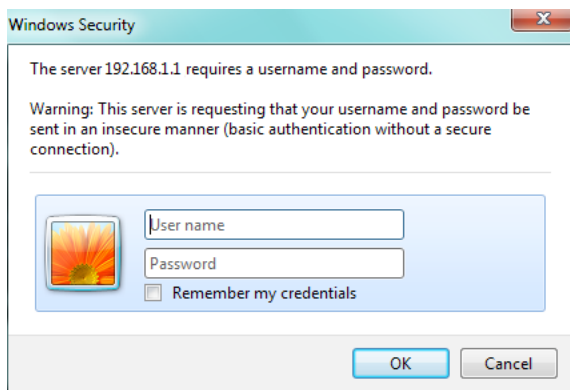 Windows Security
The server 192.168.1.1 requires a username and password.
Warning: This server is requesting that your username and password be
sent in an insecure manner (basic authentication without a secure
connection).
User name
Password
Remember my credentials
OK Cancel